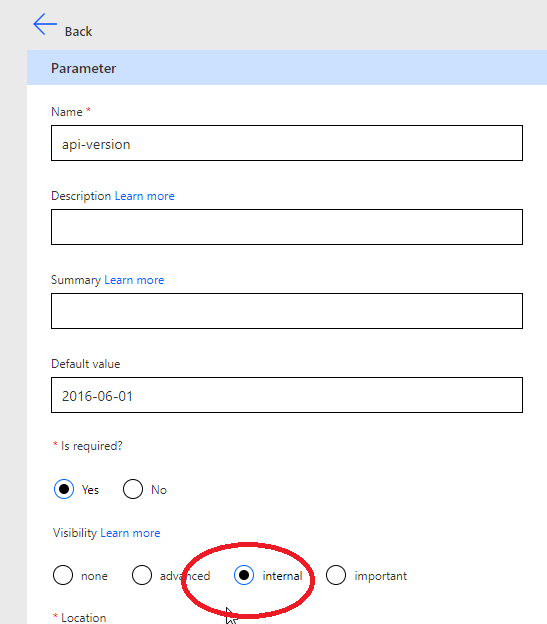 Back
Parameter
Name *
api-version
Description Learn more
Summary Learn more
Default value
2016-06-01
* Is required?
Yes No
Visibility Learn more
none advanced internal important
* Location